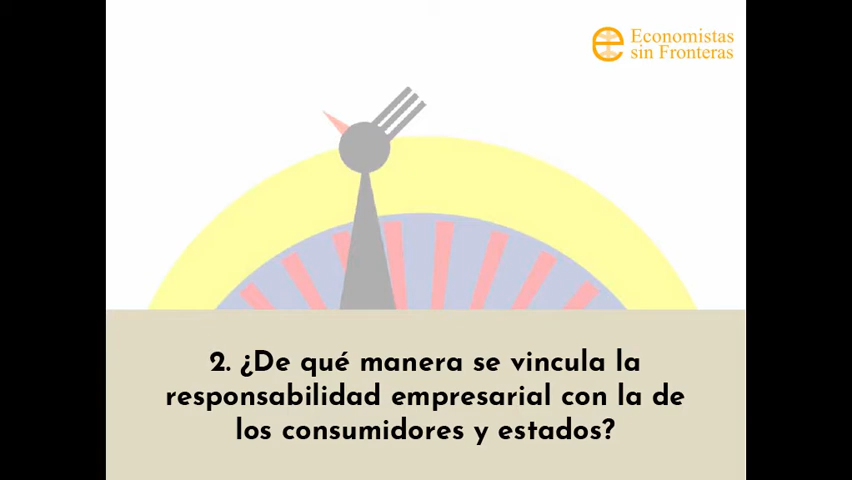 Economistas
sin Fronteras
2. ¿De qué manera se vincula la
responsabilidad empresarial con la de
los consumidores y estados?